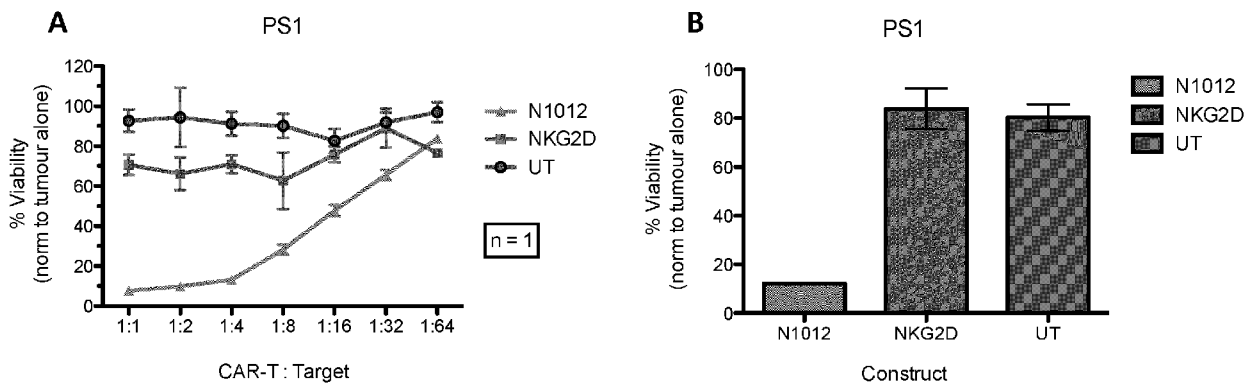 A
PS1
% Viability
(norm to tumour alone)
120
100
80
60
40
20
0
1:1 1:2 1:4 1:8 1:16 1:32 1:64
CAR-T : Target
N1012
NKG2D
UT
n = 1
B
PS1
% Viability
(norm to tumour alone)
100
80
60
40
20
0
N1012 NKG2D UT
Construct
N1012
NKG2D
UT